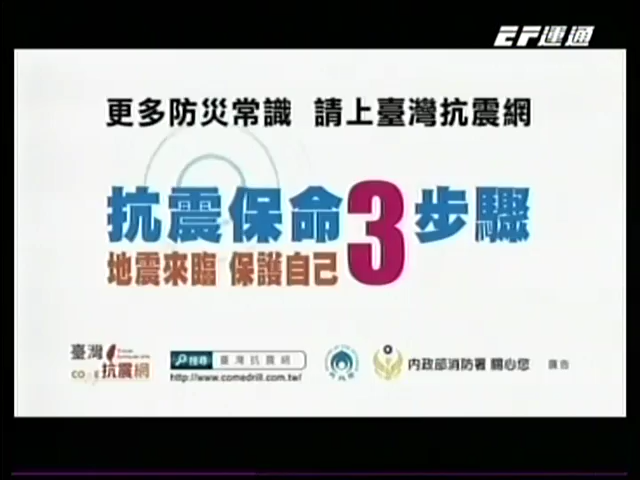 EF運通
更多防災常識 請上臺灣抗震網
抗震保命3步驟
地震來臨 保護自己
臺灣
抗震網
搜尋 臺灣抗震網
http://www.comedrill.com.tw/
內政部消防署 關心您
廣告